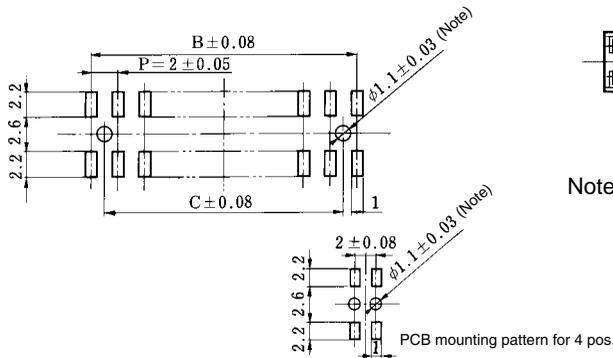 B±0.08
P=2±0.05
ϕ1.1±0.03 (Note)
2.2
2.6
2.2
C±0.08
1
Note
2±0.08
ϕ1.1±0.03 (Note)
2.2
2.6
2.2
1
PCB mounting pattern for 4 pos